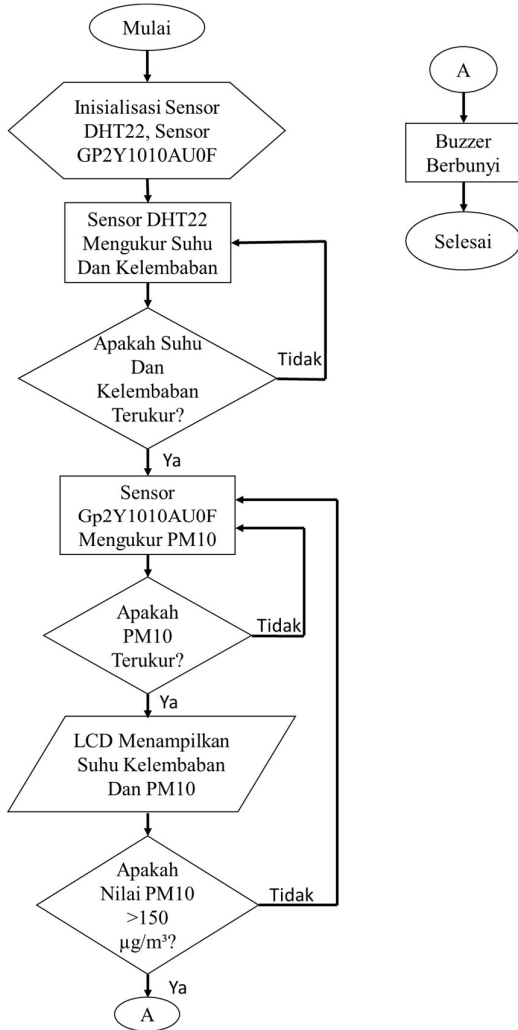 Mulai
Inisialisasi Sensor
DHT22, Sensor
GP2Y1010AU0F
Sensor DHT22
Mengukur Suhu
Dan Kelembaban
Apakah Suhu
Dan
Kelembaban
Terukur?
Tidak
Ya
Sensor
Gp2Y1010AU0F
Mengukur PM10
Apakah
PM10
Terukur?
Tidak
Ya
LCD Menampilkan
Suhu Kelembaban
Dan PM10
Apakah
Nilai PM10
>150
µg/m³?
Tidak
Ya
A
A
Buzzer
Berbunyi
Selesai